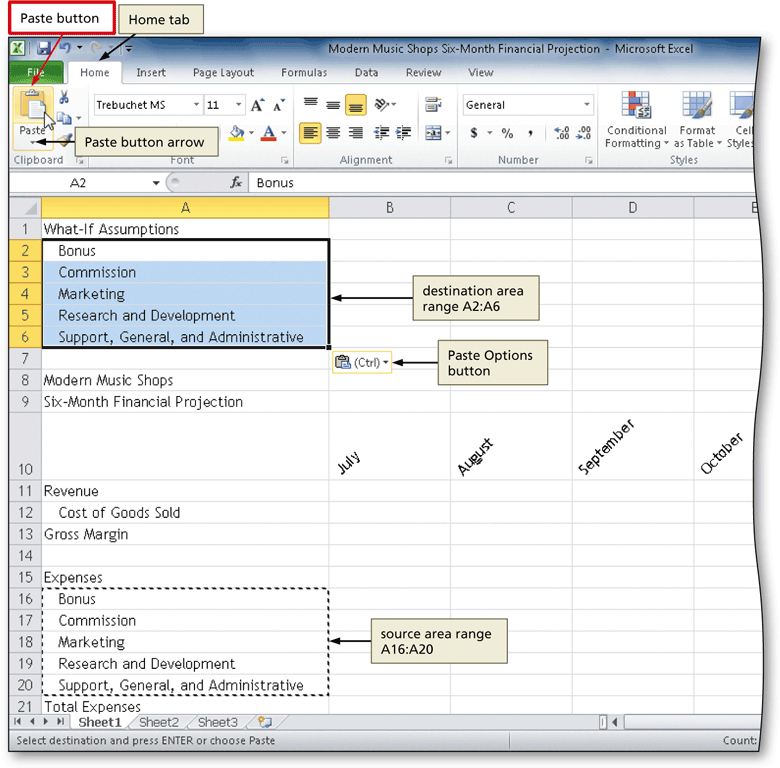 Paste button
Home tab
Modern Music Shops Six-Month Financial Projection - Microsoft Excel
File Home Insert Page Layout Formulas Data Review View
Trebuchet MS 11 A A General
Paste
Paste button arrow
A $ % , .0 .00 .00 .0
Conditional Formatting
Format as Table
Cell Styles
Clipboard Font Alignment Number Styles
A2 fx Bonus
A B C D E
1 What-If Assumptions
2 Bonus
3 Commission
4 Marketing
5 Research and Development
6 Support, General, and Administrative
destination area
range A2:A6
7 (Ctrl)
Paste Options
button
8 Modern Music Shops
9 Six-Month Financial Projection
10 July August September October
11 Revenue
12 Cost of Goods Sold
13 Gross Margin
14
15 Expenses
16 Bonus
17 Commission
18 Marketing
19 Research and Development
20 Support, General, and Administrative
source area range
A16:A20
21 Total Expenses
Sheet1 Sheet2 Sheet3
Select destination and press ENTER or choose Paste Count: